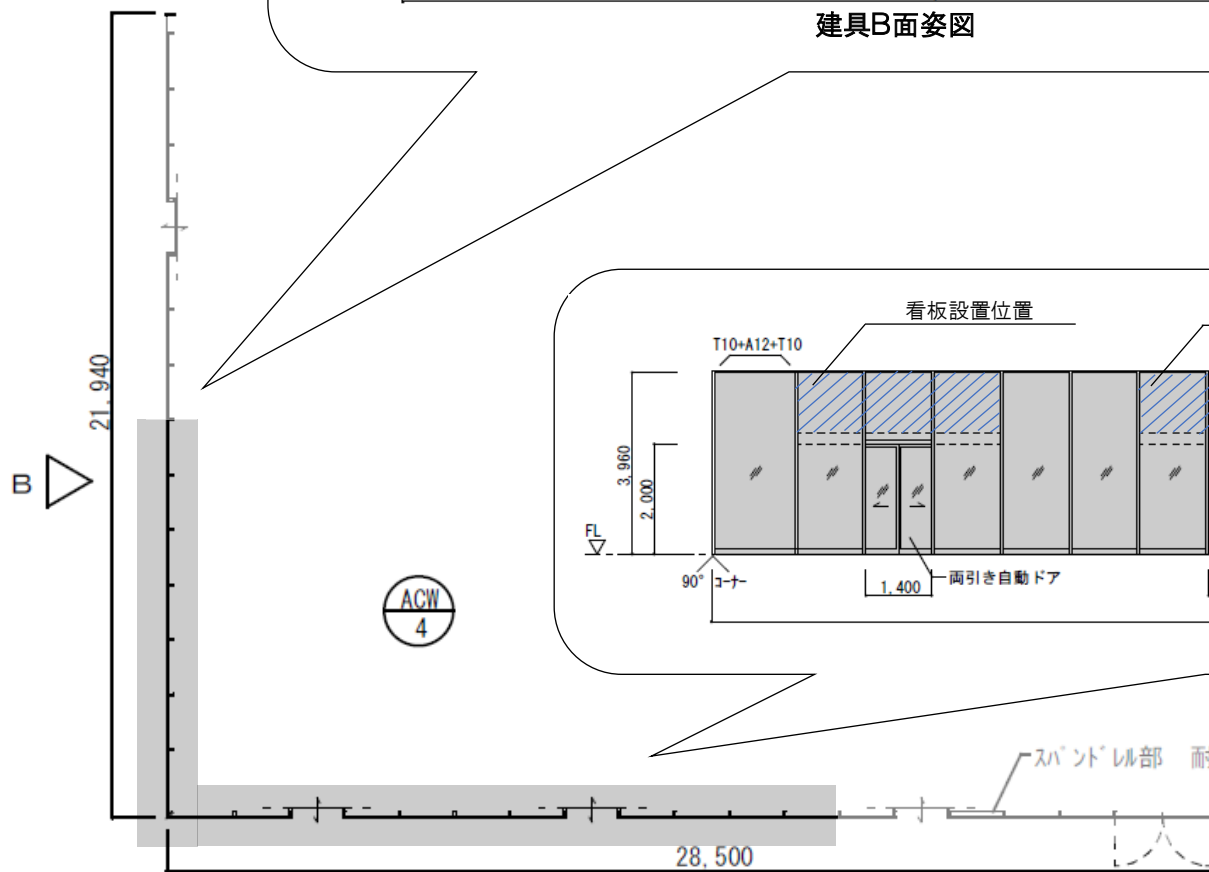 建具B面姿図
看板設置位置
T10+A12+T10
3,960
2,000
FL
90° コーナー
1,400
両引き自動ドア
21,940
B
ACW
4
スパンドレル部 耐
28,500